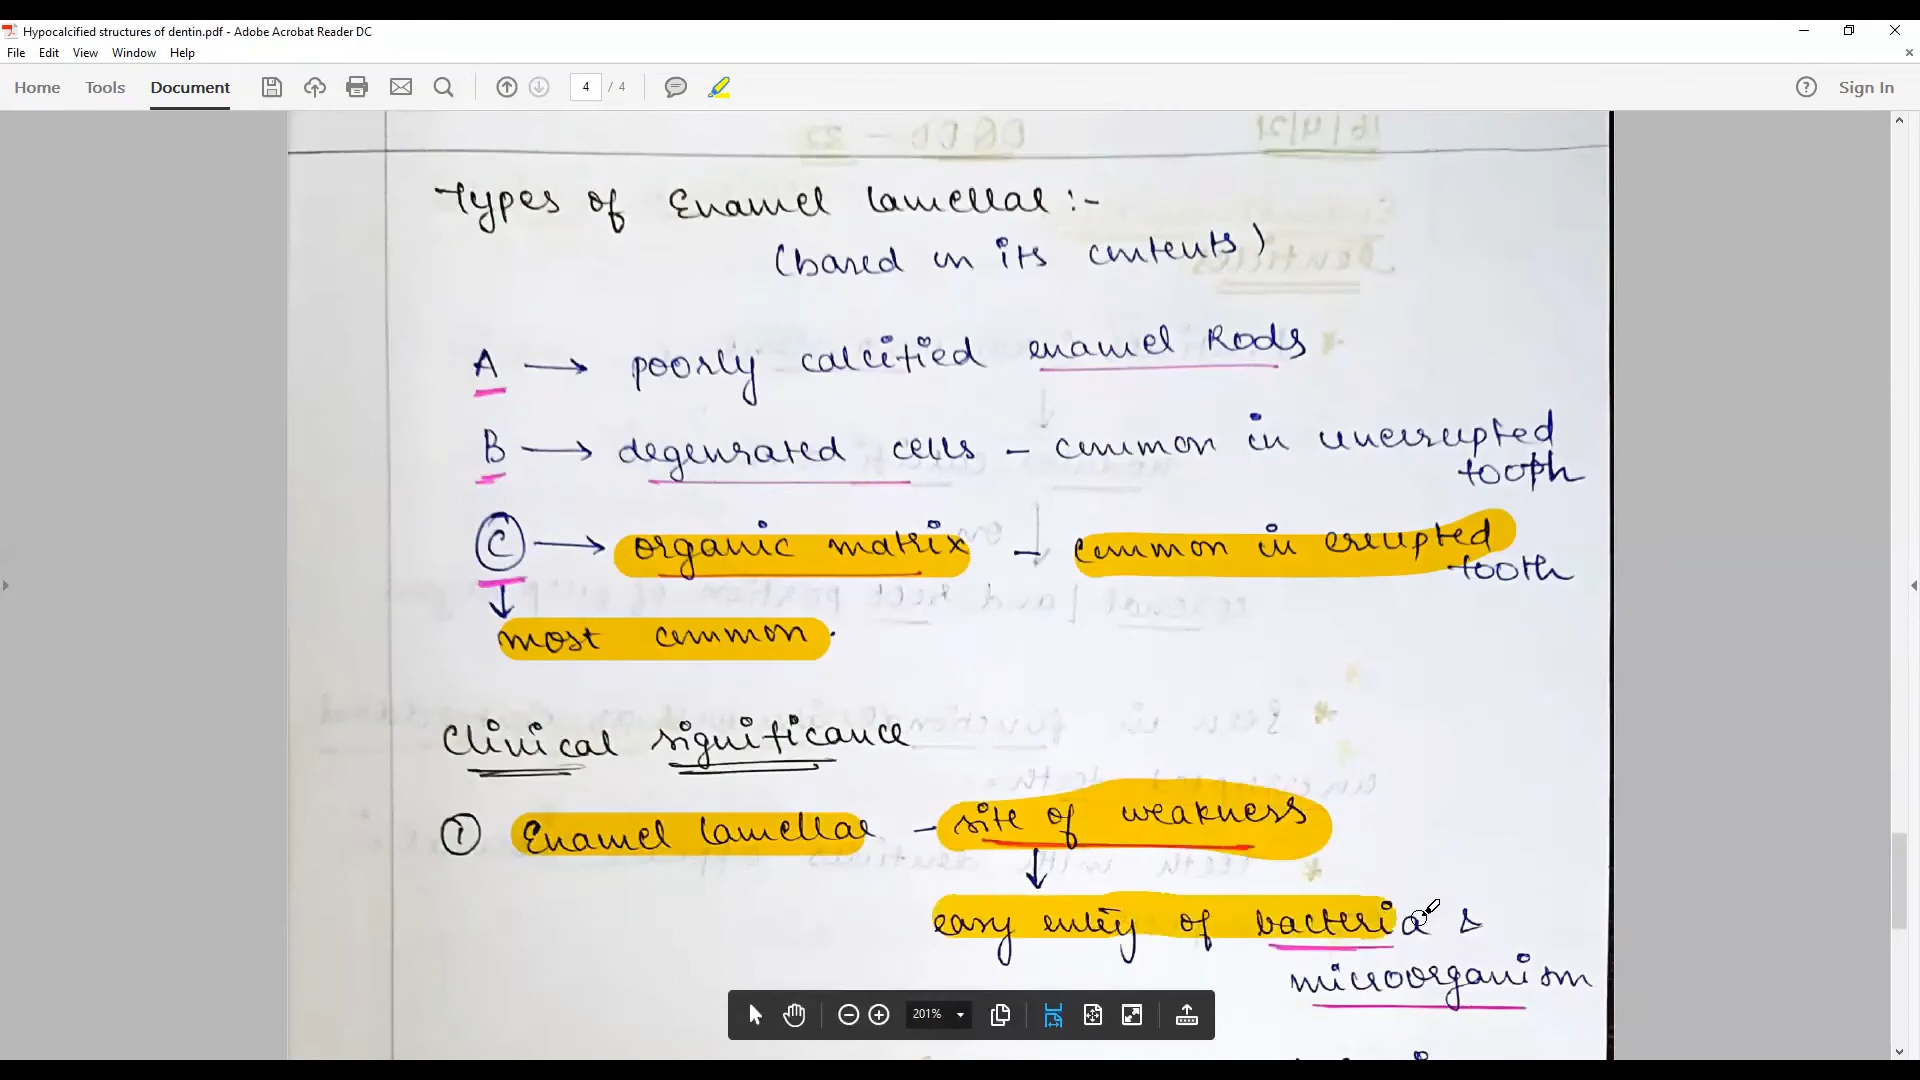 Hypocalcified structures of dentin.pdf - Adobe Acrobat Reader DC
File Edit View Window Help
Home Tools Document 4 / 4 Sign In
Types of Enamel lamellae :-
(based on its contents)
A → poorly calcified enamel Rods
B → degenrated cells - common in unerupted
tooth
C → organic matrix - common in erupted
tooth
↓
most common.
Clinical significance
① Enamel lamellae - site of weakness
↓
easy entry of bacteria &
microorganism
201%